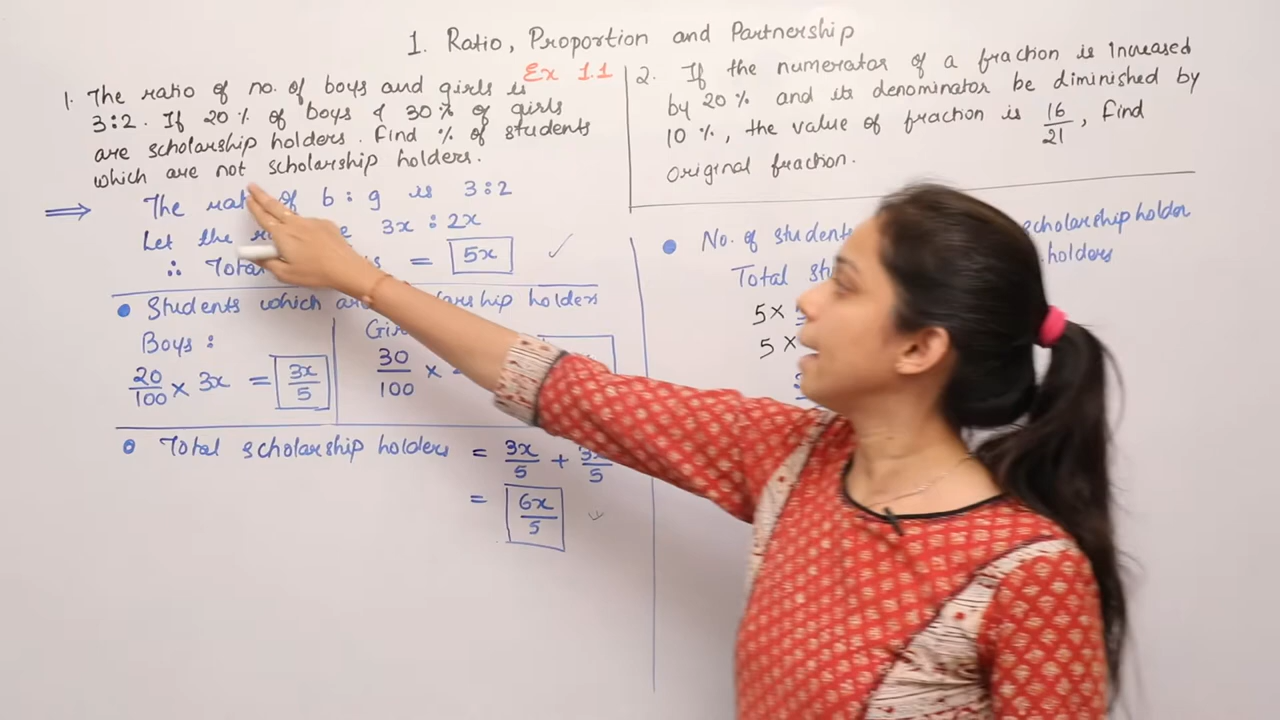 1. Ratio, Proportion and Partnership
Ex 1.1
1. The ratio of no. of boys and girls is
3:2. If 20% of boys & 30% of girls
are scholarship holders. Find % of students
which are not scholarship holders.
⇒ The of b : g is 3:2
Let the 3x : 2x
∴ = 5x ✓
• Students which holders
Boys :
20/100 × 3x = 3x/5
30/100 ×
• Total scholarship holders = 3x/5 +
= 6x/5
2. If the numerator of a fraction is increased
by 20% and its denominator be diminished by
10%, the value of fraction is 16/21, find
original fraction.
• No. of scholarship holder
Total holders
5 ×
5 ×